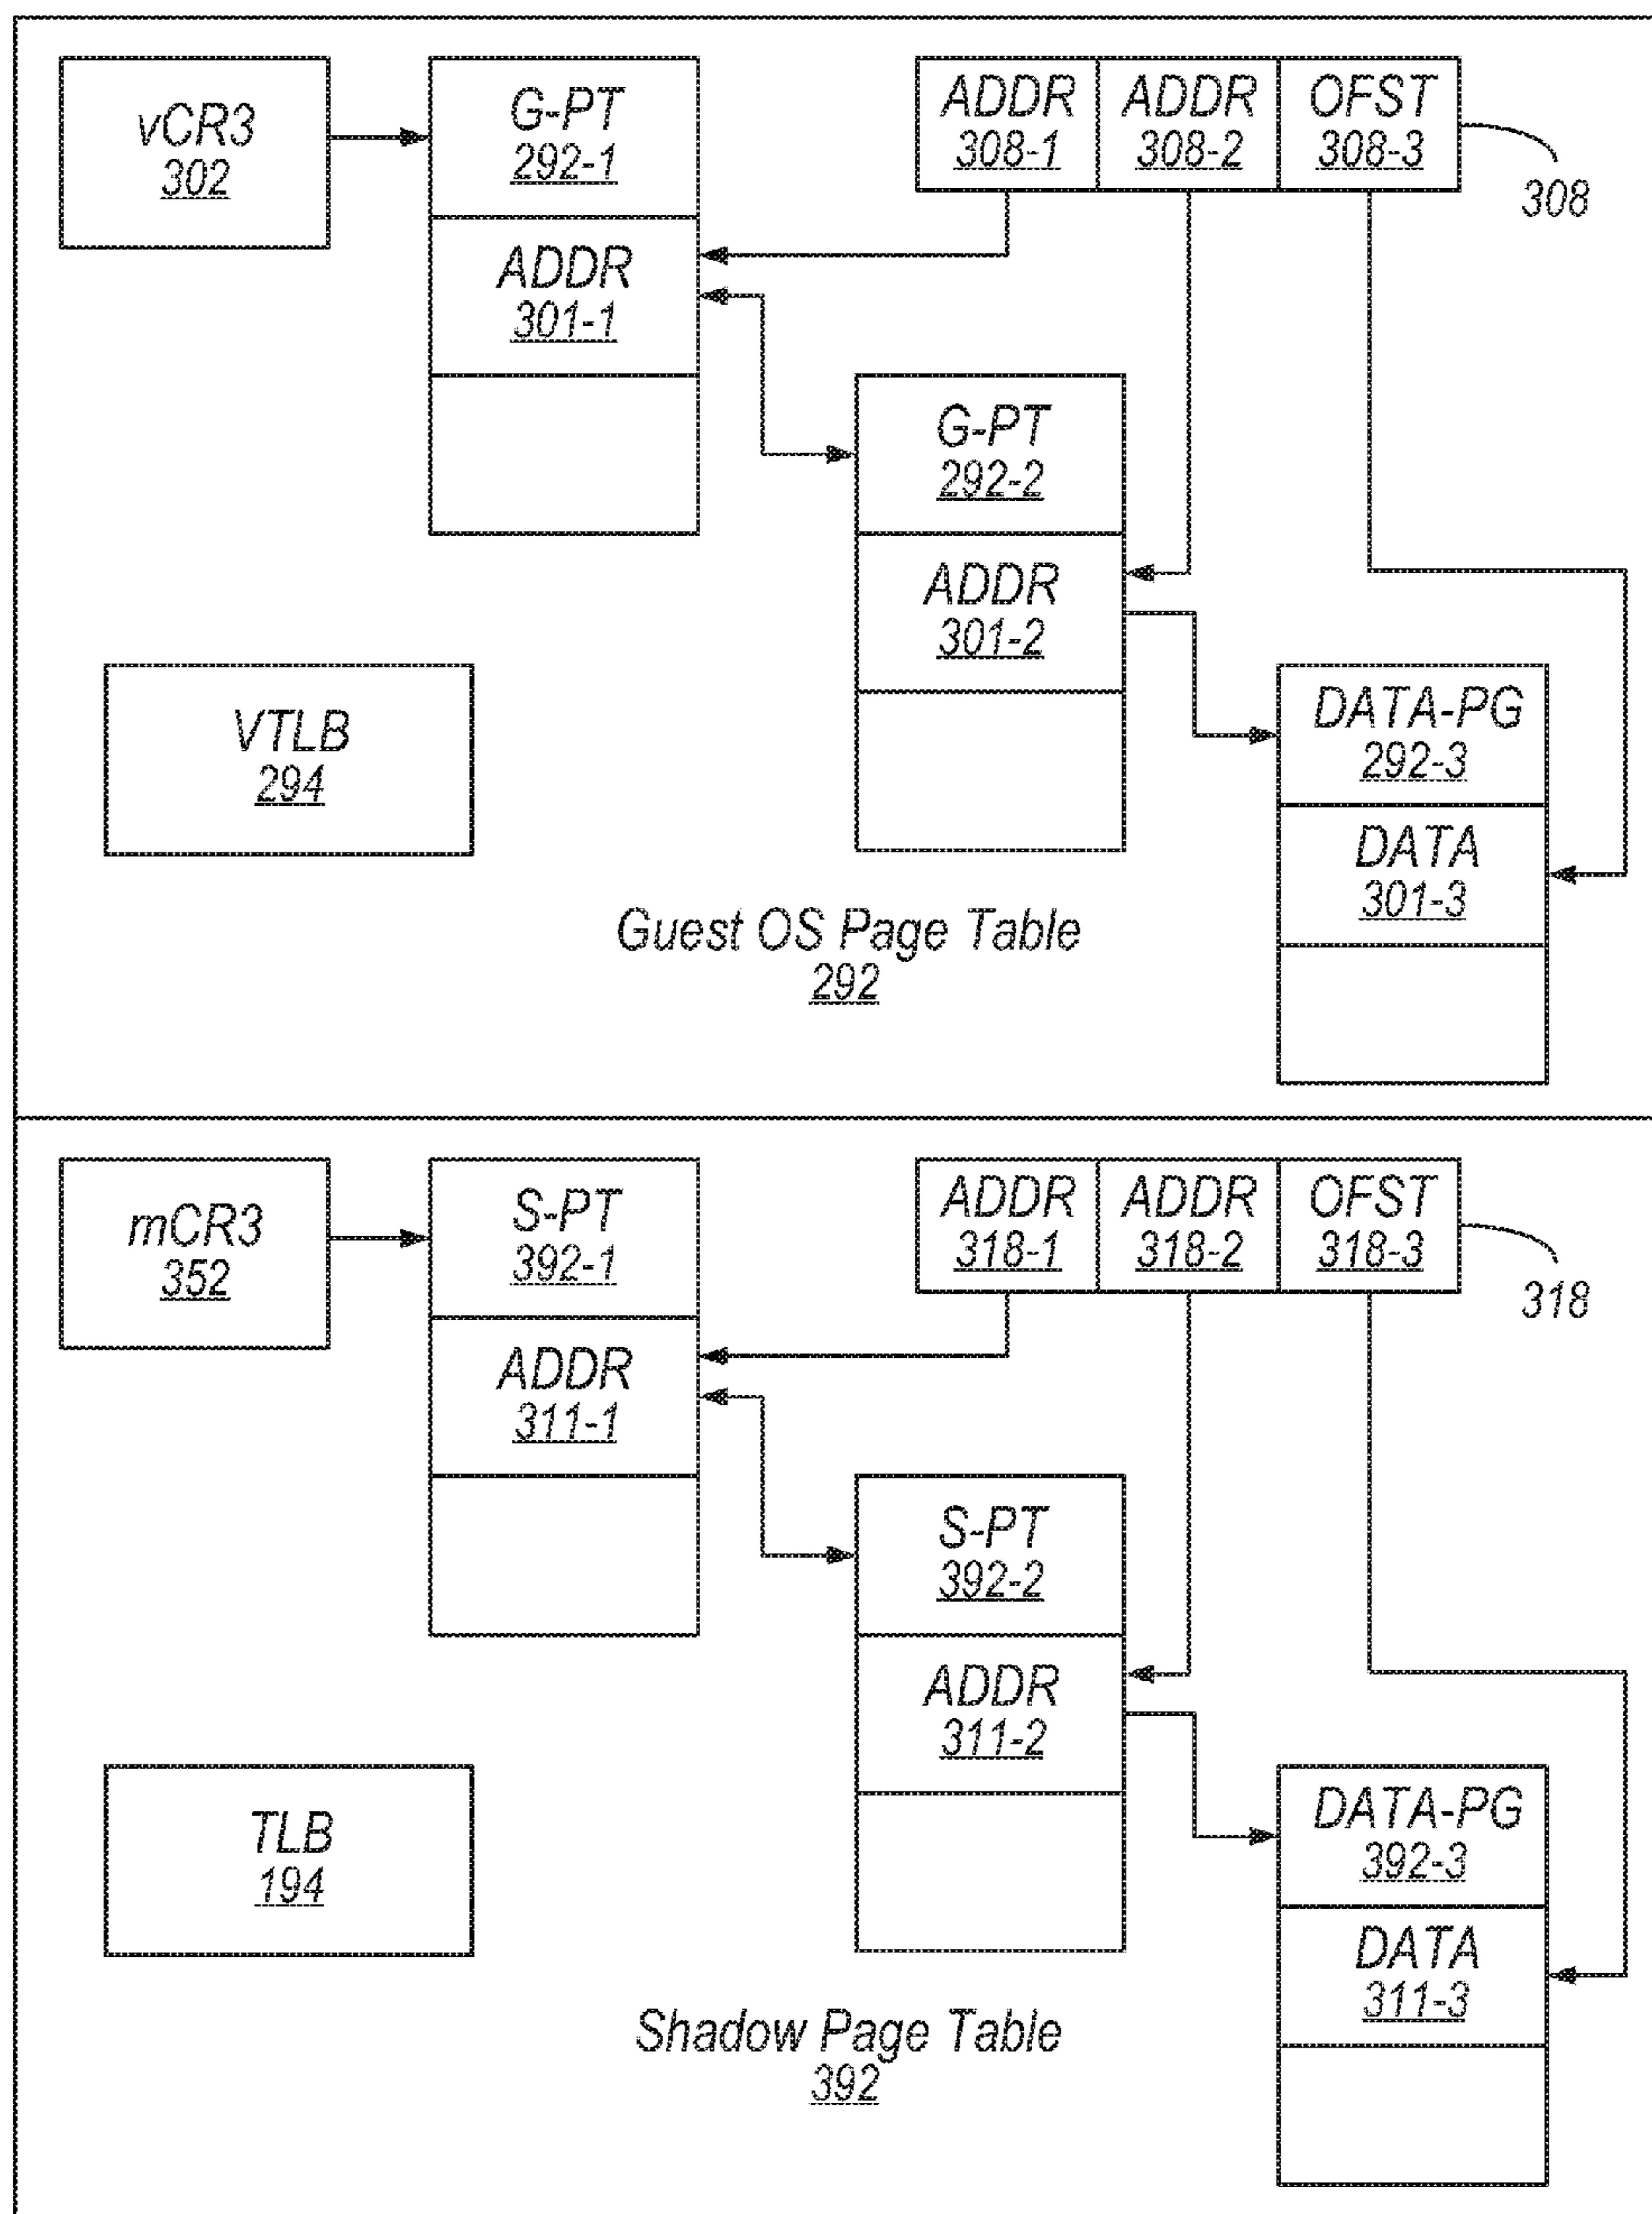 vCR3
302
G-PT
292-1
ADDR
301-1
ADDR
308-1
ADDR
308-2
OFST
308-3
308
G-PT
292-2
ADDR
301-2
VTLB
294
DATA-PG
292-3
DATA
301-3
Guest OS Page Table
292
mCR3
352
S-PT
392-1
ADDR
311-1
ADDR
318-1
ADDR
318-2
OFST
318-3
318
S-PT
392-2
ADDR
311-2
TLB
194
DATA-PG
392-3
DATA
311-3
Shadow Page Table
392